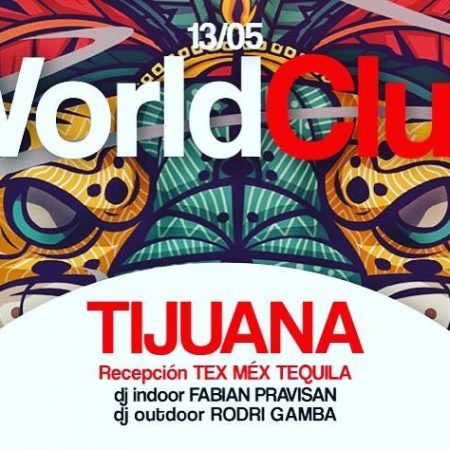 13/05
WorldClu
TIJUANA
Recepción TEX MÉX TEQUILA
dj indoor FABIAN PRAVISAN
dj outdoor RODRI GAMBA